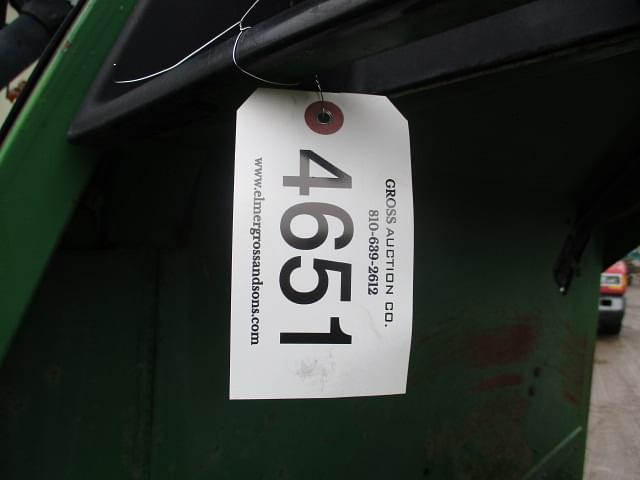 GROSS AUCTION CO.
810-689-2612
4651
www.elmergrossandsons.com